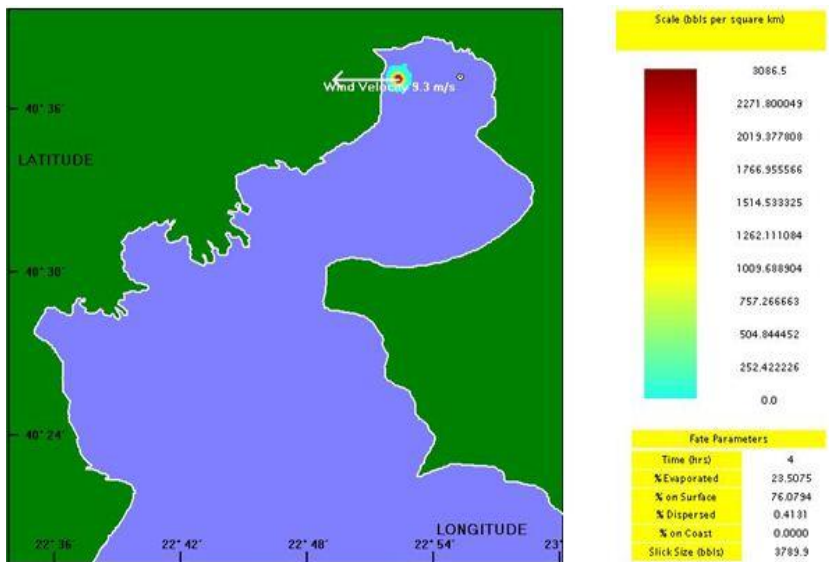 Wind Velocity 9.3 m/s
40° 36'
LATITUDE
40° 30'
40° 24'
LONGITUDE
22° 36' 22° 42' 22° 48' 22° 54' 23°
Scale (bbls per square km)
3086.5
2271.800049
2019.377808
1766.955566
1514.533325
1262.111084
1009.688904
757.266663
504.844452
252.422226
0.0
Fate Parameters
Time (hrs) 4
% Evaporated 23.5075
% on Surface 76.0794
% Dispersed 0.4131
% on Coast 0.0000
Slick Size (bbls) 3789.9